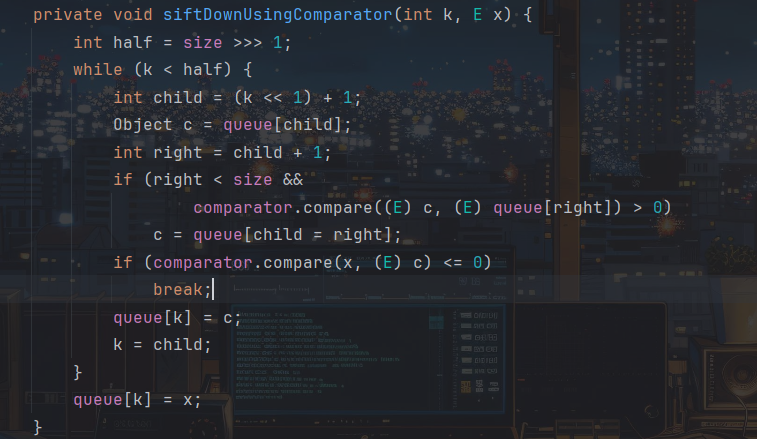 private void siftDownUsingComparator(int k, E x) {
    int half = size >>> 1;
    while (k < half) {
        int child = (k << 1) + 1;
        Object c = queue[child];
        int right = child + 1;
        if (right < size &&
                comparator.compare((E) c, (E) queue[right]) > 0)
            c = queue[child = right];
        if (comparator.compare(x, (E) c) <= 0)
            break;
        queue[k] = c;
        k = child;
    }
    queue[k] = x;
}